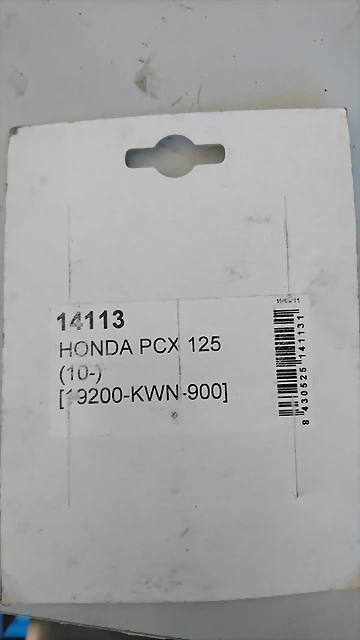 14113
HONDA PCX 125
(10-)
[19200-KWN-900]
8 430525 141131